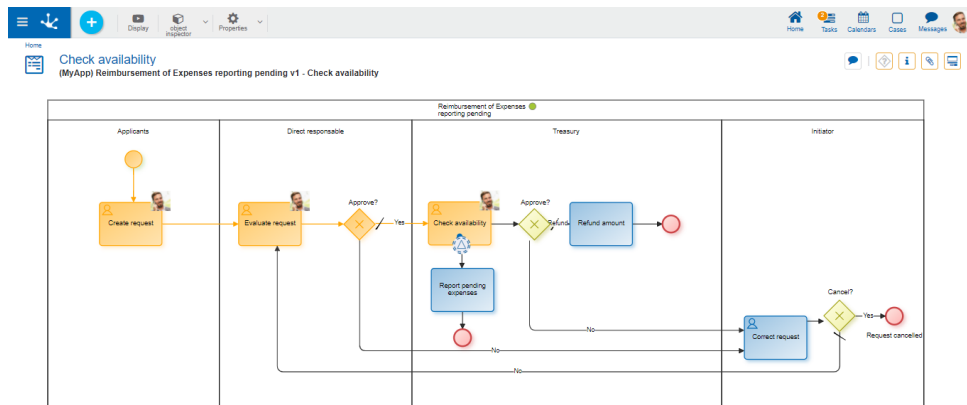 Display
object
inspector
Properties
Home
2
Tasks
Calendars
Cases
Messages
Home
Check availability
(MyApp) Reimbursement of Expenses reporting pending v1 - Check availability
Reimbursement of Expenses
reporting pending
Applicants
Direct responsable
Treasury
Initiator
Create request
Evaluate request
Approve?
Yes
Check availability
Approve?
Refund
Refund amount
Report pending
expenses
Cancel?
Yes
Request cancelled
No
Correct request
No
No